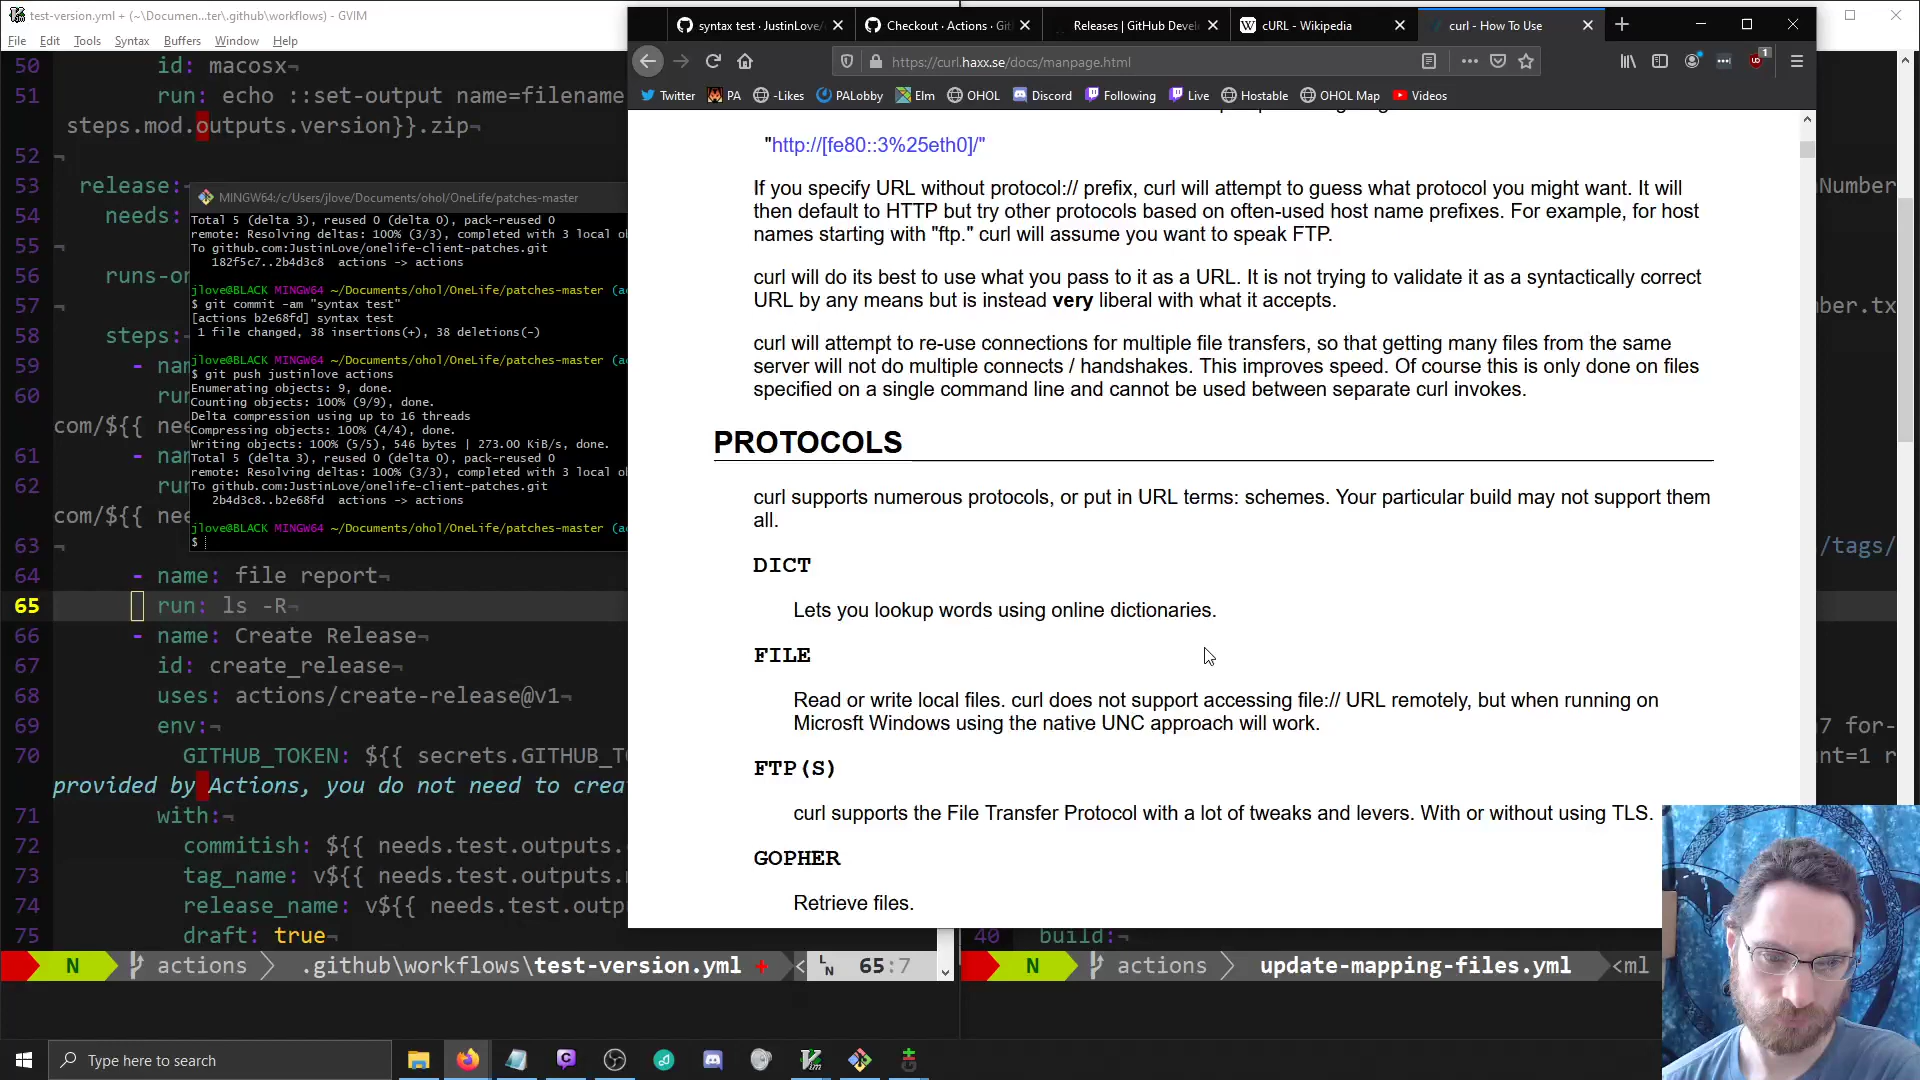 test-version.yml + (~\Documen...ter\.github\workflows) - GVIM
File Edit Tools Syntax Buffers Window Help
50 id: macosx¬
51 run: echo ::set-output name=filename
steps.mod.outputs.version}}.zip¬
52 ¬
53 release:
54 needs:
55 ¬
56 runs-on
57 ¬
58 steps:
59 - nam
60 run
com/${{ nee
61 - nam
62 run
com/${{ nee
63 ¬
64 - name: file report¬
65 run: ls -R¬
66 - name: Create Release¬
67 id: create_release¬
68 uses: actions/create-release@v1¬
69 env:¬
70 GITHUB_TOKEN: ${{ secrets.GITHUB_T
provided by Actions, you do not need to crea
71 with:¬
72 commitish: ${{ needs.test.outputs.
73 tag_name: v${{ needs.test.outputs.
74 release_name: v${{ needs.test.outp
75 draft: true¬
N actions .github\workflows\test-version.yml + < LN 65:7
MINGW64:/c/Users/jlove/Documents/ohol/OneLife/patches-master
Total 5 (delta 3), reused 0 (delta 0), pack-reused 0
remote: Resolving deltas: 100% (3/3), completed with 3 local o
To github.com:JustinLove/onelife-client-patches.git
182f5c7..2b4d3c8 actions -> actions
jlove@BLACK MINGW64 ~/Documents/ohol/OneLife/patches-master (a
$ git commit -am "syntax test"
[actions b2e68fd] syntax test
1 file changed, 38 insertions(+), 38 deletions(-)
jlove@BLACK MINGW64 ~/Documents/ohol/OneLife/patches-master (a
$ git push justinlove actions
Enumerating objects: 9, done.
Counting objects: 100% (9/9), done.
Delta compression using up to 16 threads
Compressing objects: 100% (4/4), done.
Writing objects: 100% (5/5), 546 bytes | 273.00 KiB/s, done.
Total 5 (delta 3), reused 0 (delta 0), pack-reused 0
remote: Resolving deltas: 100% (3/3), completed with 3 local o
To github.com:JustinLove/onelife-client-patches.git
2b4d3c8..b2e68fd actions -> actions
jlove@BLACK MINGW64 ~/Documents/ohol/OneLife/patches-master (a
$
syntax test · JustinLove/ Checkout · Actions · Git Releases | GitHub Devel cURL - Wikipedia curl - How To Use
https://curl.haxx.se/docs/manpage.html
Twitter PA -Likes PALobby Elm OHOL Discord Following Live Hostable OHOL Map Videos
"http://[fe80::3%25eth0]/"
If you specify URL without protocol:// prefix, curl will attempt to guess what protocol you might want. It will
then default to HTTP but try other protocols based on often-used host name prefixes. For example, for host
names starting with "ftp." curl will assume you want to speak FTP.
curl will do its best to use what you pass to it as a URL. It is not trying to validate it as a syntactically correct
URL by any means but is instead very liberal with what it accepts.
curl will attempt to re-use connections for multiple file transfers, so that getting many files from the same
server will not do multiple connects / handshakes. This improves speed. Of course this is only done on files
specified on a single command line and cannot be used between separate curl invokes.
PROTOCOLS
curl supports numerous protocols, or put in URL terms: schemes. Your particular build may not support them
all.
DICT
Lets you lookup words using online dictionaries.
FILE
Read or write local files. curl does not support accessing file:// URL remotely, but when running on
Microsft Windows using the native UNC approach will work.
FTP(S)
curl supports the File Transfer Protocol with a lot of tweaks and levers. With or without using TLS.
GOPHER
Retrieve files.
Number
mber.tx
/tags/
7 for-
unt=1 r
40 build:¬
N actions update-mapping-files.yml <ml
Type here to search